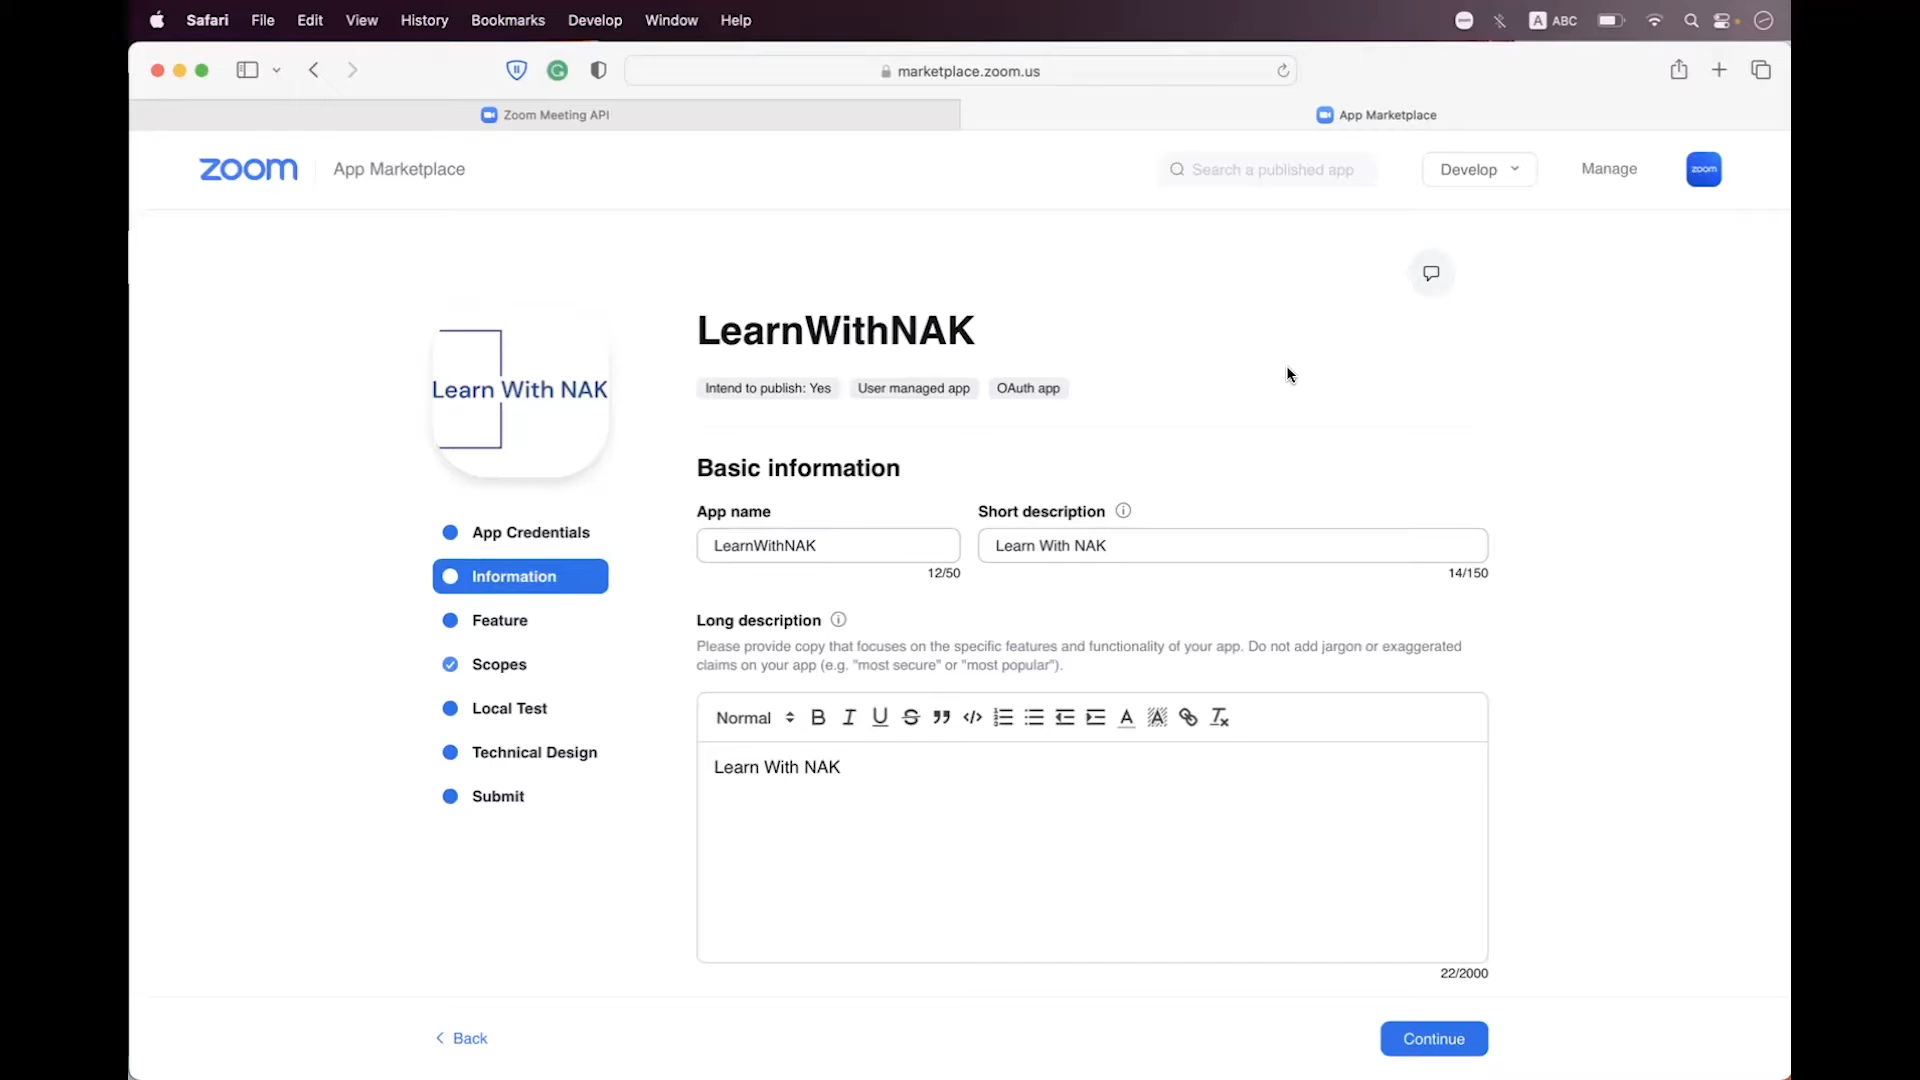 Safari File Edit View History Bookmarks Develop Window Help A ABC
marketplace.zoom.us
Zoom Meeting API
App Marketplace
zoom App Marketplace
Search a published app
Develop
Manage
zoom
Learn With NAK
LearnWithNAK
Intend to publish: Yes User managed app OAuth app
Basic information
App name
LearnWithNAK
12/50
Short description
Learn With NAK
14/150
Long description
Please provide copy that focuses on the specific features and functionality of your app. Do not add jargon or exaggerated
claims on your app (e.g. "most secure" or "most popular").
Normal
Learn With NAK
22/2000
App Credentials
Information
Feature
Scopes
Local Test
Technical Design
Submit
Back
Continue